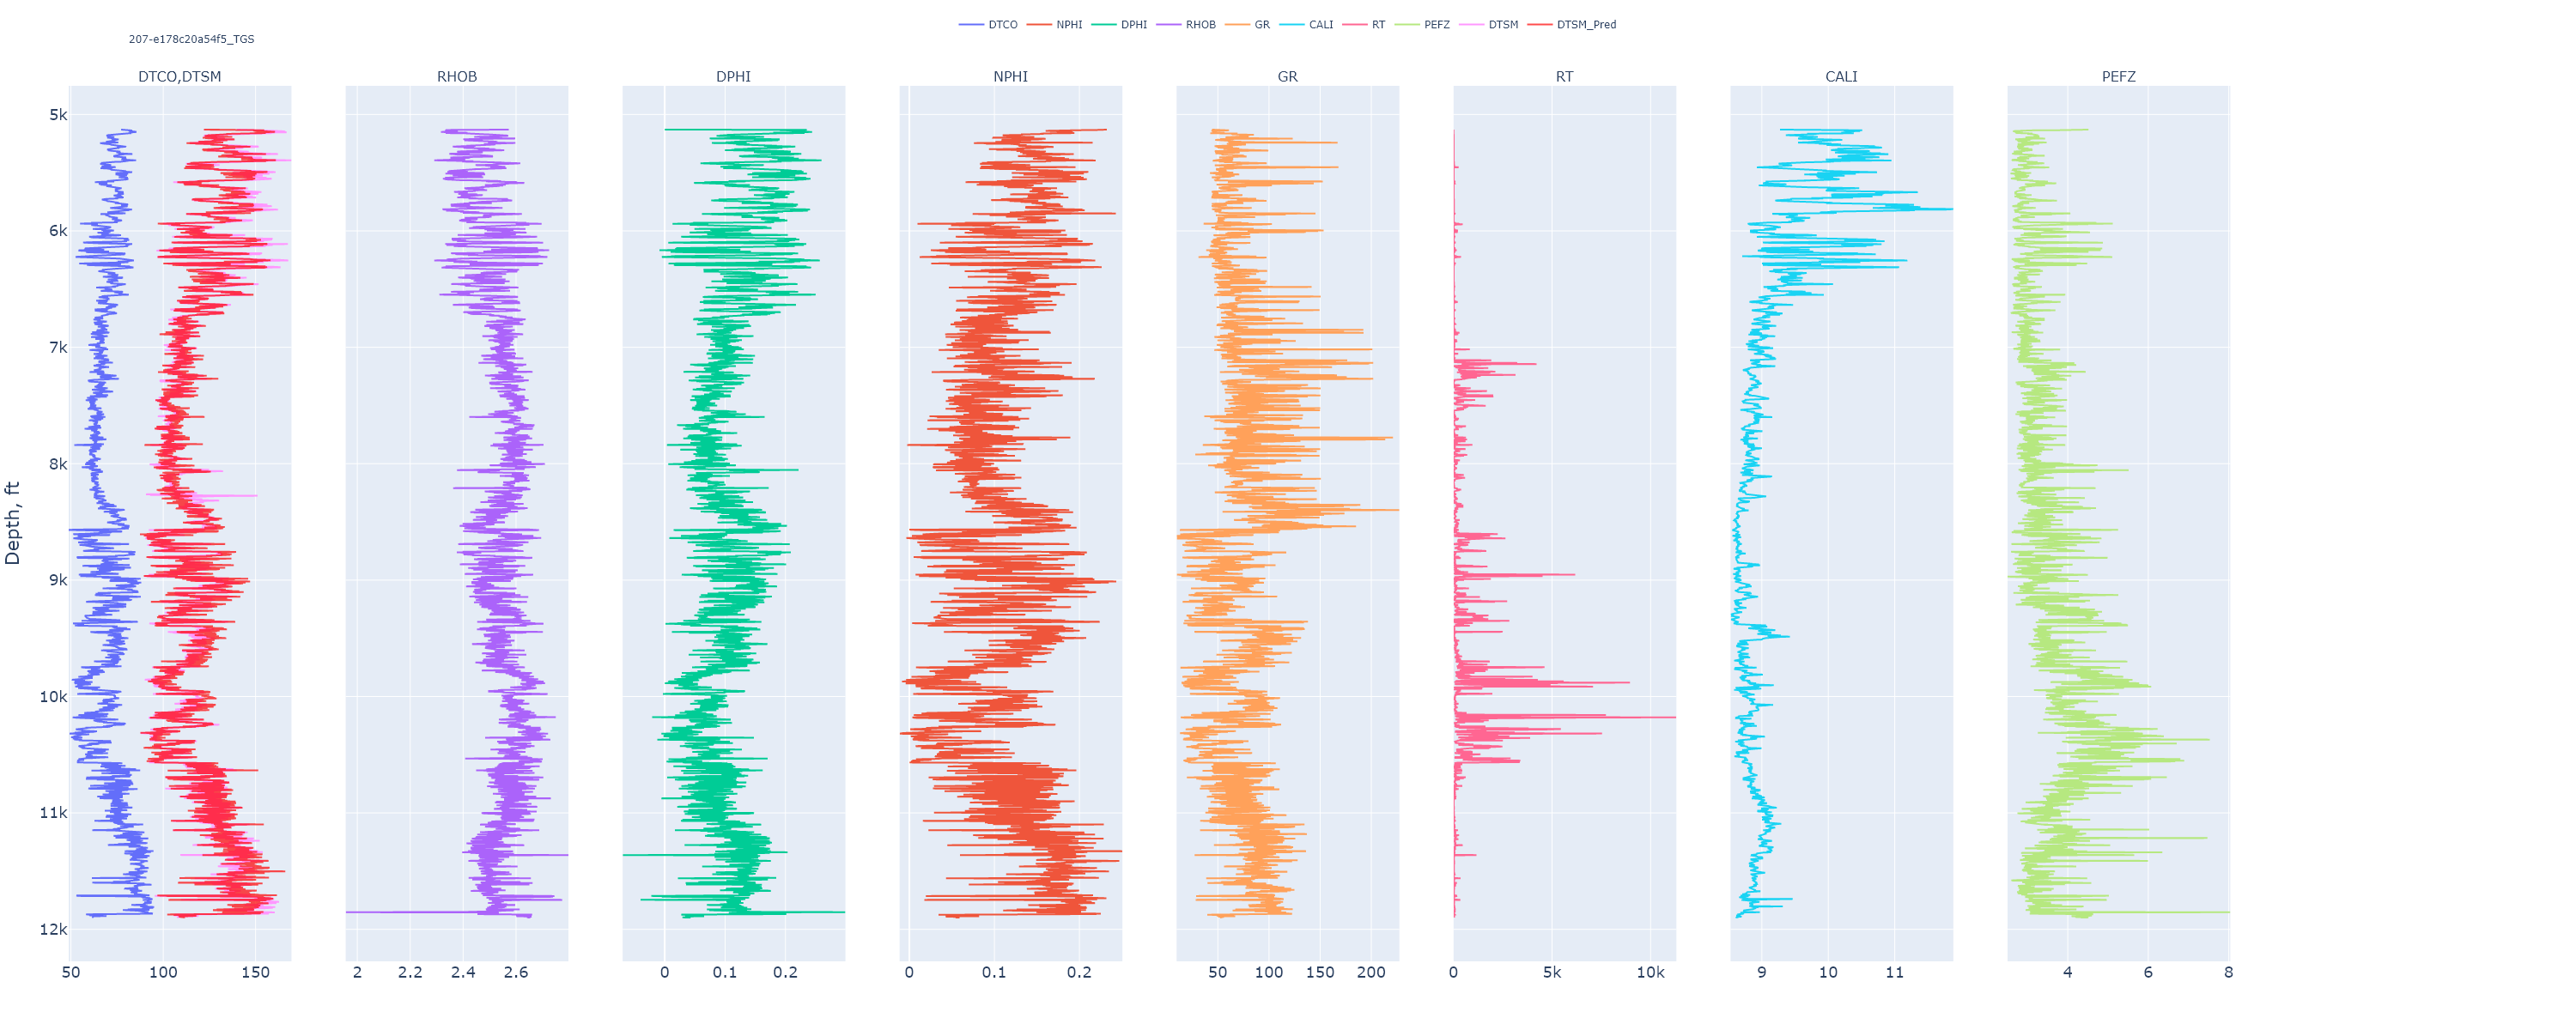 DTCO NPHI DPHI RHOB GR CALI RT PEFZ DTSM DTSM_Pred
207-e178c20a54f5_TGS
DTCO,DTSM RHOB DPHI NPHI GR RT CALI PEFZ
5k
6k
7k
8k
Depth, ft
9k
10k
11k
12k
50 100 150 2 2.2 2.4 2.6 0 0.1 0.2 0 0.1 0.2 50 100 150 200 0 5k 10k 9 10 11 4 6 8